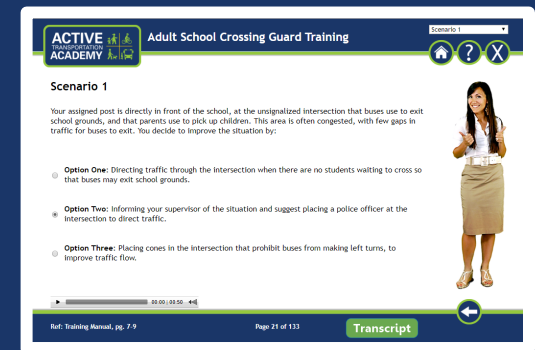 ACTIVE
TRANSPORTATION
ACADEMY
Adult School Crossing Guard Training
Scenario 1
?
X
Scenario 1
Your assigned post is directly in front of the school, at the unsignalized intersection that buses use to exit
school grounds, and that parents use to pick up children. This area is often congested, with few gaps in
traffic for buses to exit. You decide to improve the situation by:
Option One: Directing traffic through the intersection when there are no students waiting to cross so
that buses may exit school grounds.
Option Two: Informing your supervisor of the situation and suggest placing a police officer at the
intersection to direct traffic.
Option Three: Placing cones in the intersection that prohibit buses from making left turns, to
improve traffic flow.
00:00 | 00:50
Ref: Training Manual, pg. 7-9
Page 21 of 133
Transcript